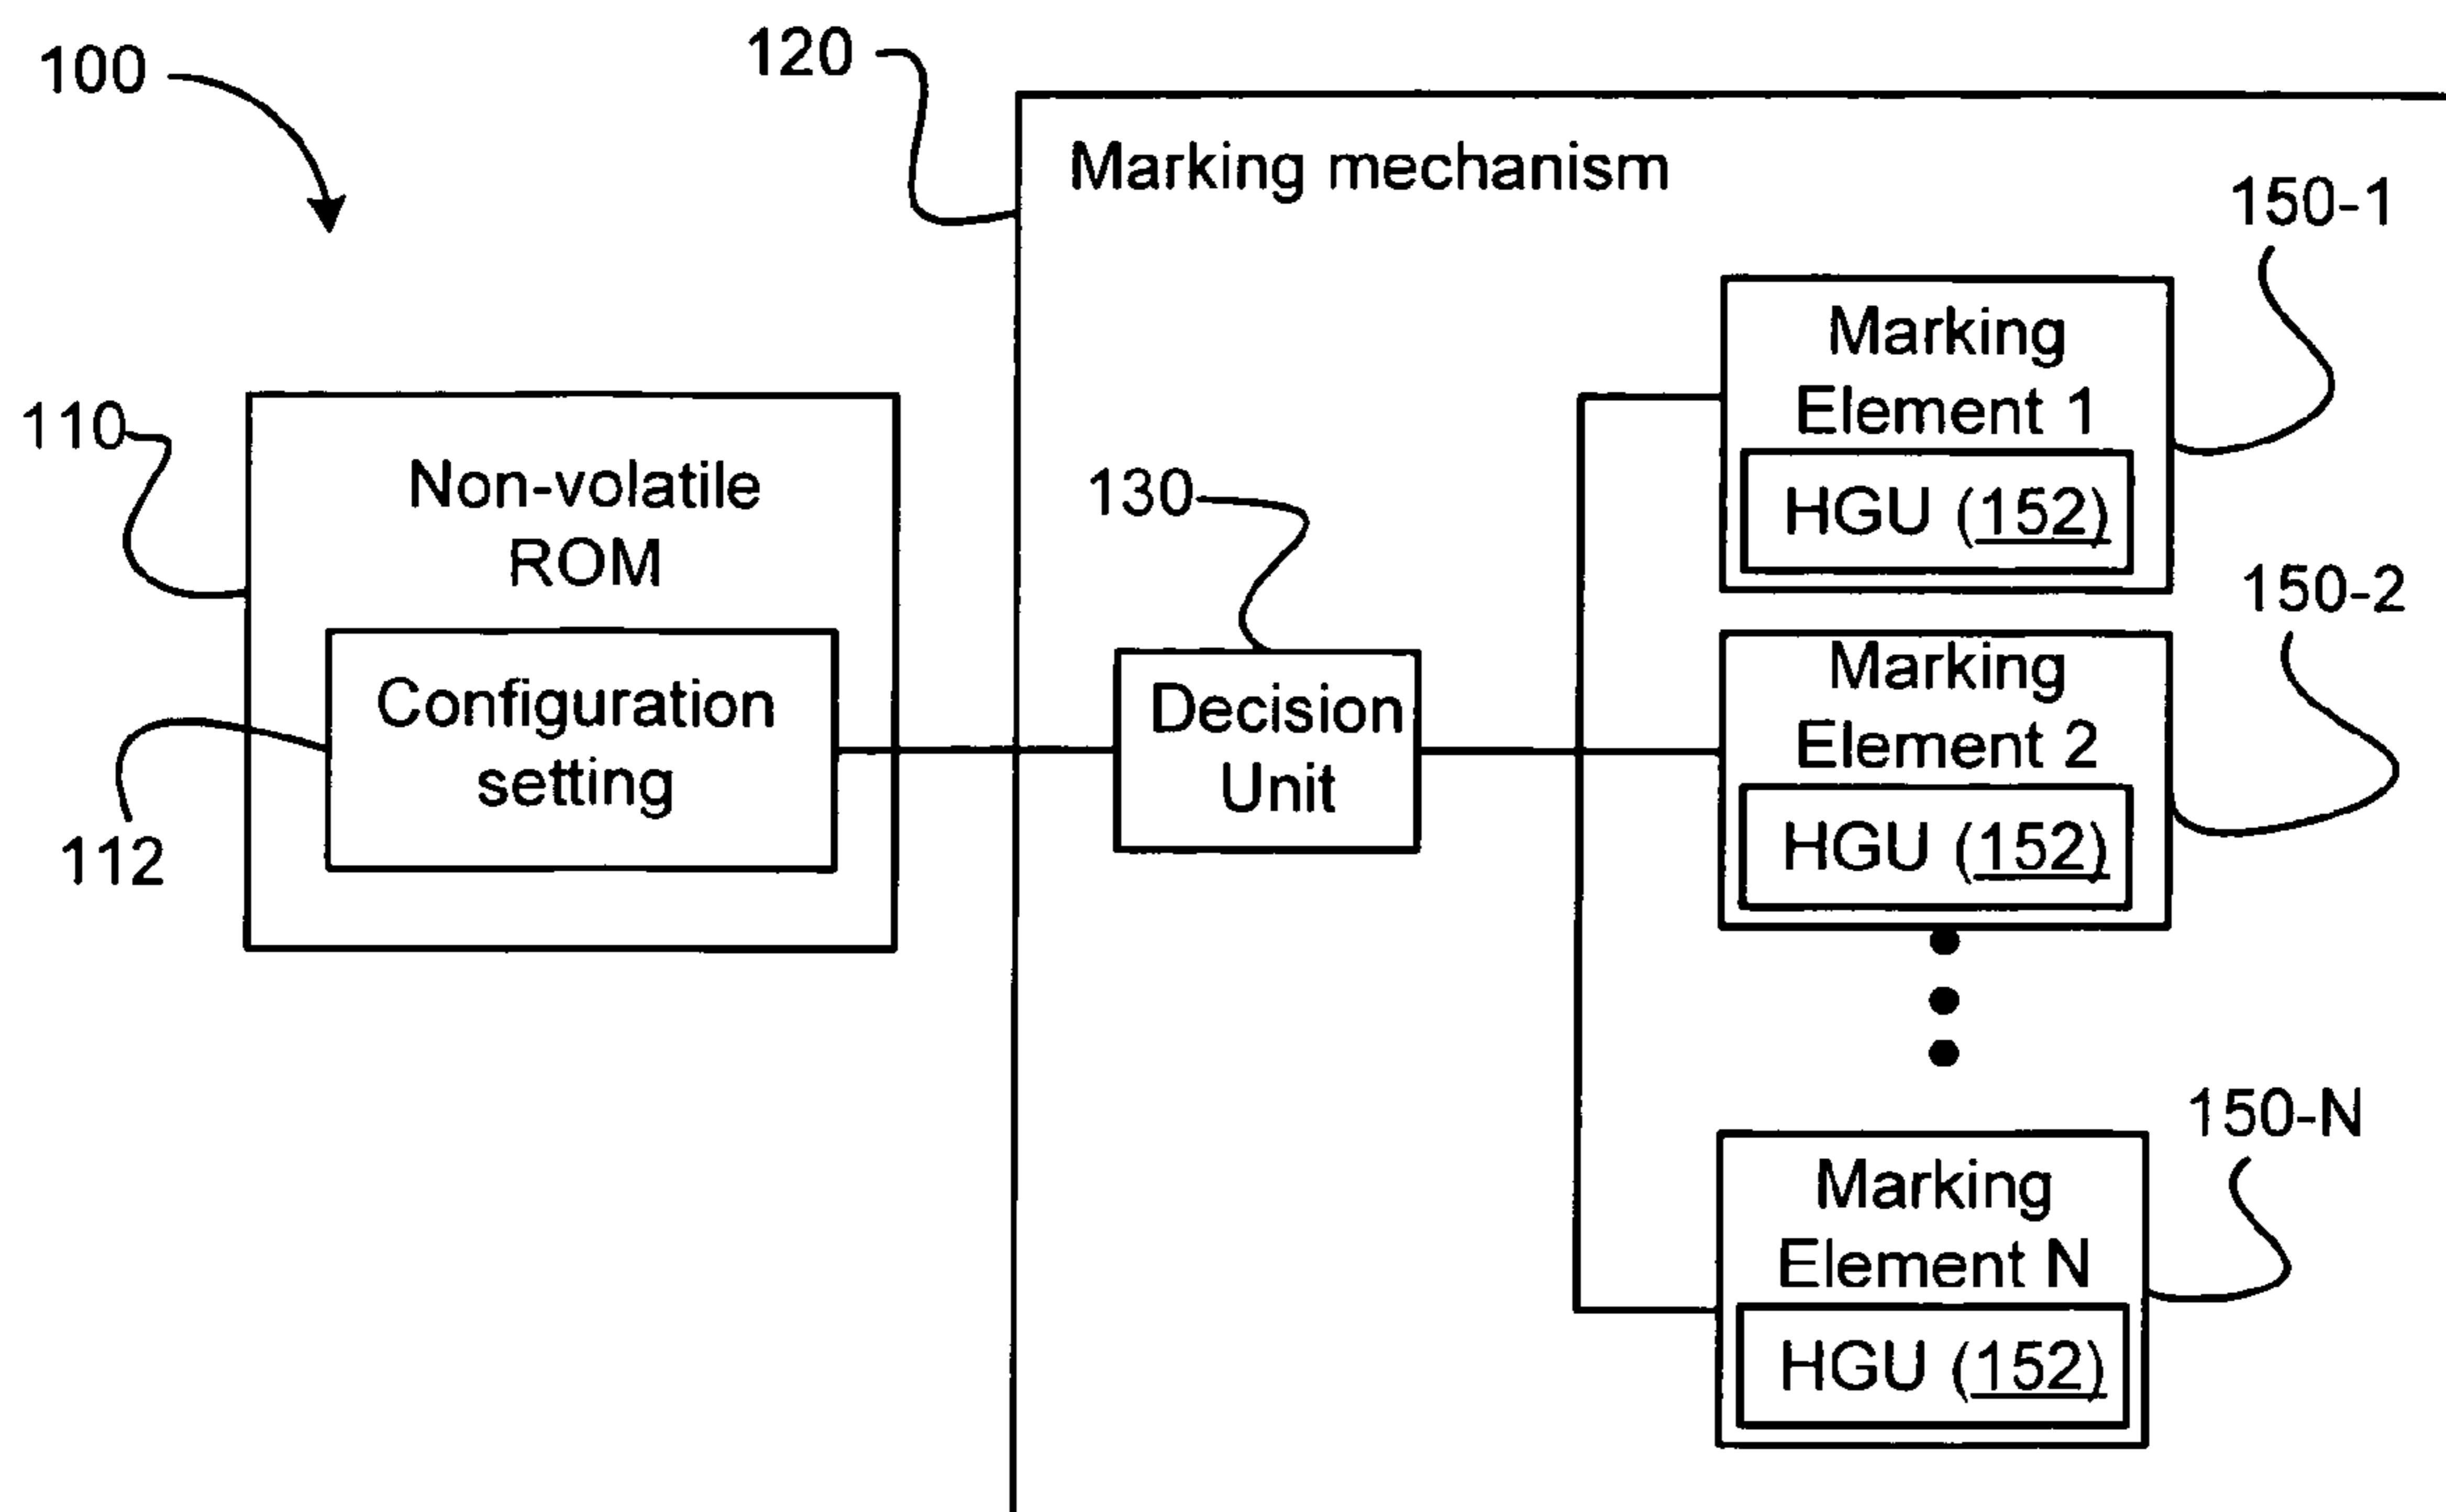 100
120
Marking mechanism
150-1
Marking
Element 1
HGU (152)
110
Non-volatile
ROM
130
150-2
Configuration
setting
Decision
Unit
Marking
Element 2
HGU (152)
112
150-N
Marking
Element N
HGU (152)